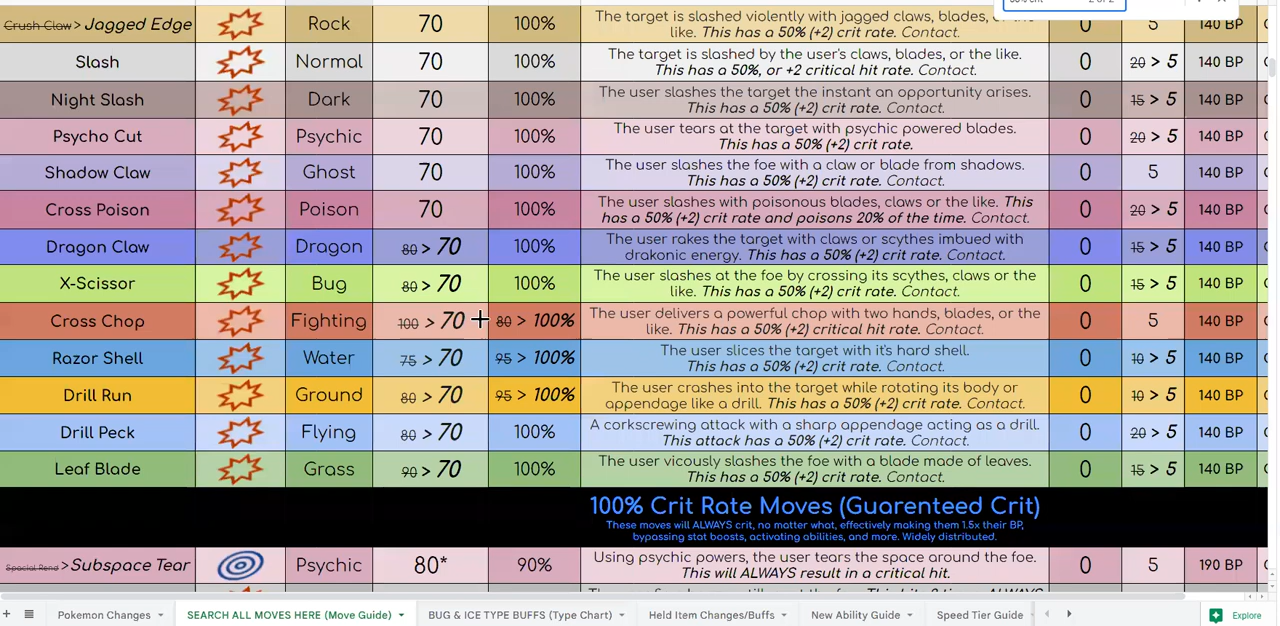 Crush Claw > Jagged Edge Rock 70 100% The target is slashed violently with jagged claws, blades, or the
like. This has a 50% (+2) crit rate. Contact. 0 5 140 BP
Slash Normal 70 100% The target is slashed by the user's claws, blades, or the like.
This has a 50%, or +2 critical hit rate. Contact. 0 20 > 5 140 BP
Night Slash Dark 70 100% The user slashes the target the instant an opportunity arises.
This has a 50% (+2) crit rate. Contact. 0 15 > 5 140 BP
Psycho Cut Psychic 70 100% The user tears at the target with psychic powered blades.
This has a 50% (+2) crit rate. 0 20 > 5 140 BP
Shadow Claw Ghost 70 100% The user slashes the foe with a claw or blade from shadows.
This has a 50% (+2) crit rate. Contact. 0 5 140 BP
Cross Poison Poison 70 100% The user slashes with poisonous blades, claws or the like. This
has a 50% (+2) crit rate and poisons 20% of the time. Contact. 0 20 > 5 140 BP
Dragon Claw Dragon 80 > 70 100% The user rakes the target with claws or scythes imbued with
drakonic energy. This has a 50% (+2) crit rate. Contact. 0 15 > 5 140 BP
X-Scissor Bug 80 > 70 100% The user slashes at the foe by crossing its scythes, claws or the
like. This has a 50% (+2) crit rate. Contact. 0 15 > 5 140 BP
Cross Chop Fighting 100 > 70 80 > 100% The user delivers a powerful chop with two hands, blades, or the
like. This has a 50% (+2) critical hit rate. Contact. 0 5 140 BP
Razor Shell Water 75 > 70 95 > 100% The user slices the target with it's hard shell.
This has a 50% (+2) crit rate. Contact. 0 10 > 5 140 BP
Drill Run Ground 80 > 70 95 > 100% The user crashes into the target while rotating its body or
appendage like a drill. This has a 50% (+2) crit rate. Contact. 0 10 > 5 140 BP
Drill Peck Flying 80 > 70 100% A corkscrewing attack with a sharp appendage acting as a drill.
This attack has a 50% (+2) crit rate. Contact. 0 20 > 5 140 BP
Leaf Blade Grass 90 > 70 100% The user vicously slashes the foe with a blade made of leaves.
This has a 50% (+2) crit rate. Contact. 0 15 > 5 140 BP
100% Crit Rate Moves (Guarenteed Crit)
These moves will ALWAYS crit, no matter what, effectively making them 1.5x their BP,
bypassing stat boosts, activating abilities, and more. Widely distributed.
Spacial Rend > Subspace Tear Psychic 80* 90% Using psychic powers, the user tears the space around the foe.
This will ALWAYS result in a critical hit. 0 5 190 BP
Pokemon Changes SEARCH ALL MOVES HERE (Move Guide) BUG & ICE TYPE BUFFS (Type Chart) Held Item Changes/Buffs New Ability Guide Speed Tier Guide Explore